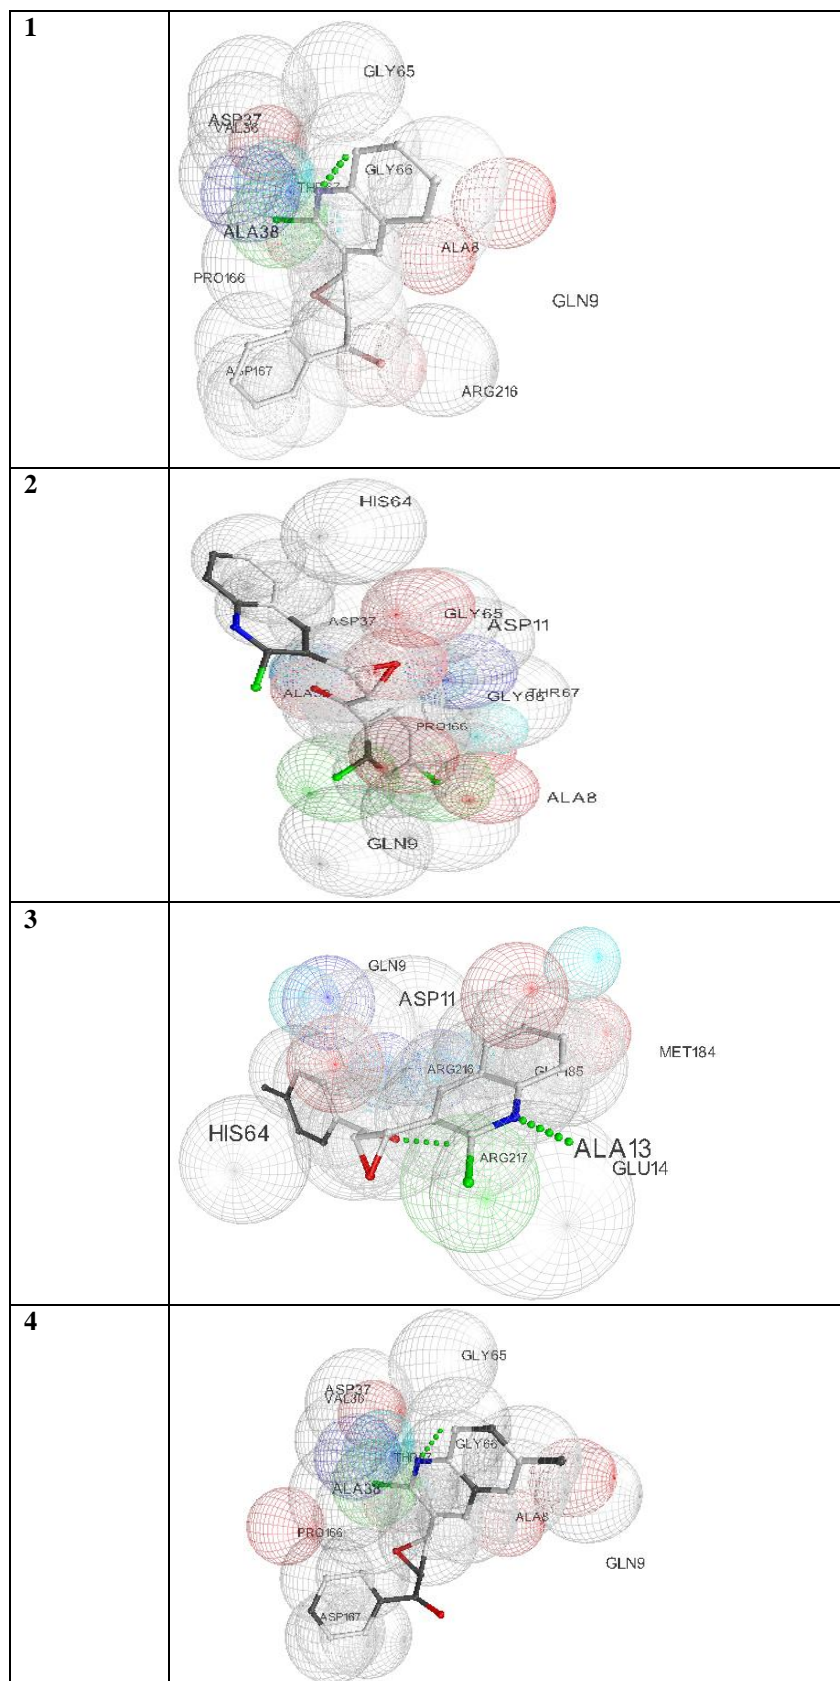 1
GLY65
ASP37
VAL36
GLY66
ALA38
ALA8
PRO166
GLN9
ASP167
ARG216
2
HIS64
GLY65
ASP37
ASP11
GLY66
THR67
PRO166
ALA8
GLN9
3
GLN9
ASP11
MET184
ARG216
HIS64
ALA13
ARG217
GLU14
4
GLY65
ASP37
VAL36
GLY66
ALA38
ALA8
PRO166
GLN9
ASP167